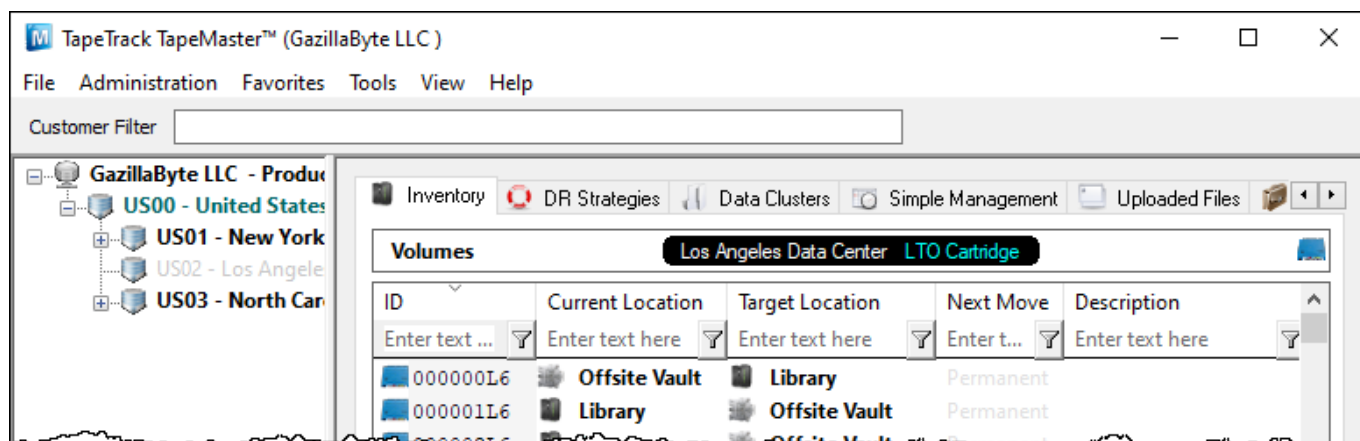 TapeTrack TapeMaster™ (GazillaByte LLC )
File Administration Favorites Tools View Help
Customer Filter
GazillaByte LLC - Produc
US00 - United States
US01 - New York
US02 - Los Angele
US03 - North Car
Inventory DR Strategies Data Clusters Simple Management Uploaded Files
Volumes Los Angeles Data Center LTO Cartridge
ID Current Location Target Location Next Move Description
Enter text ... Enter text here Enter text here Enter t... Enter text here
000000L6 Offsite Vault Library Permanent
000001L6 Library Offsite Vault Permanent